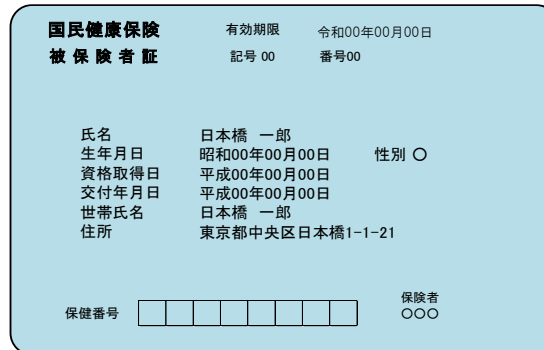 国民健康保険 有効期限 令和00年00月00日
被保険者証 記号 00 番号00
氏名 日本橋 一郎
生年月日 昭和00年00月00日 性別 〇
資格取得日 平成00年00月00日
交付年月日 平成00年00月00日
世帯氏名 日本橋 一郎
住所 東京都中央区日本橋1-1-21
保険者
保健番号 〇〇〇